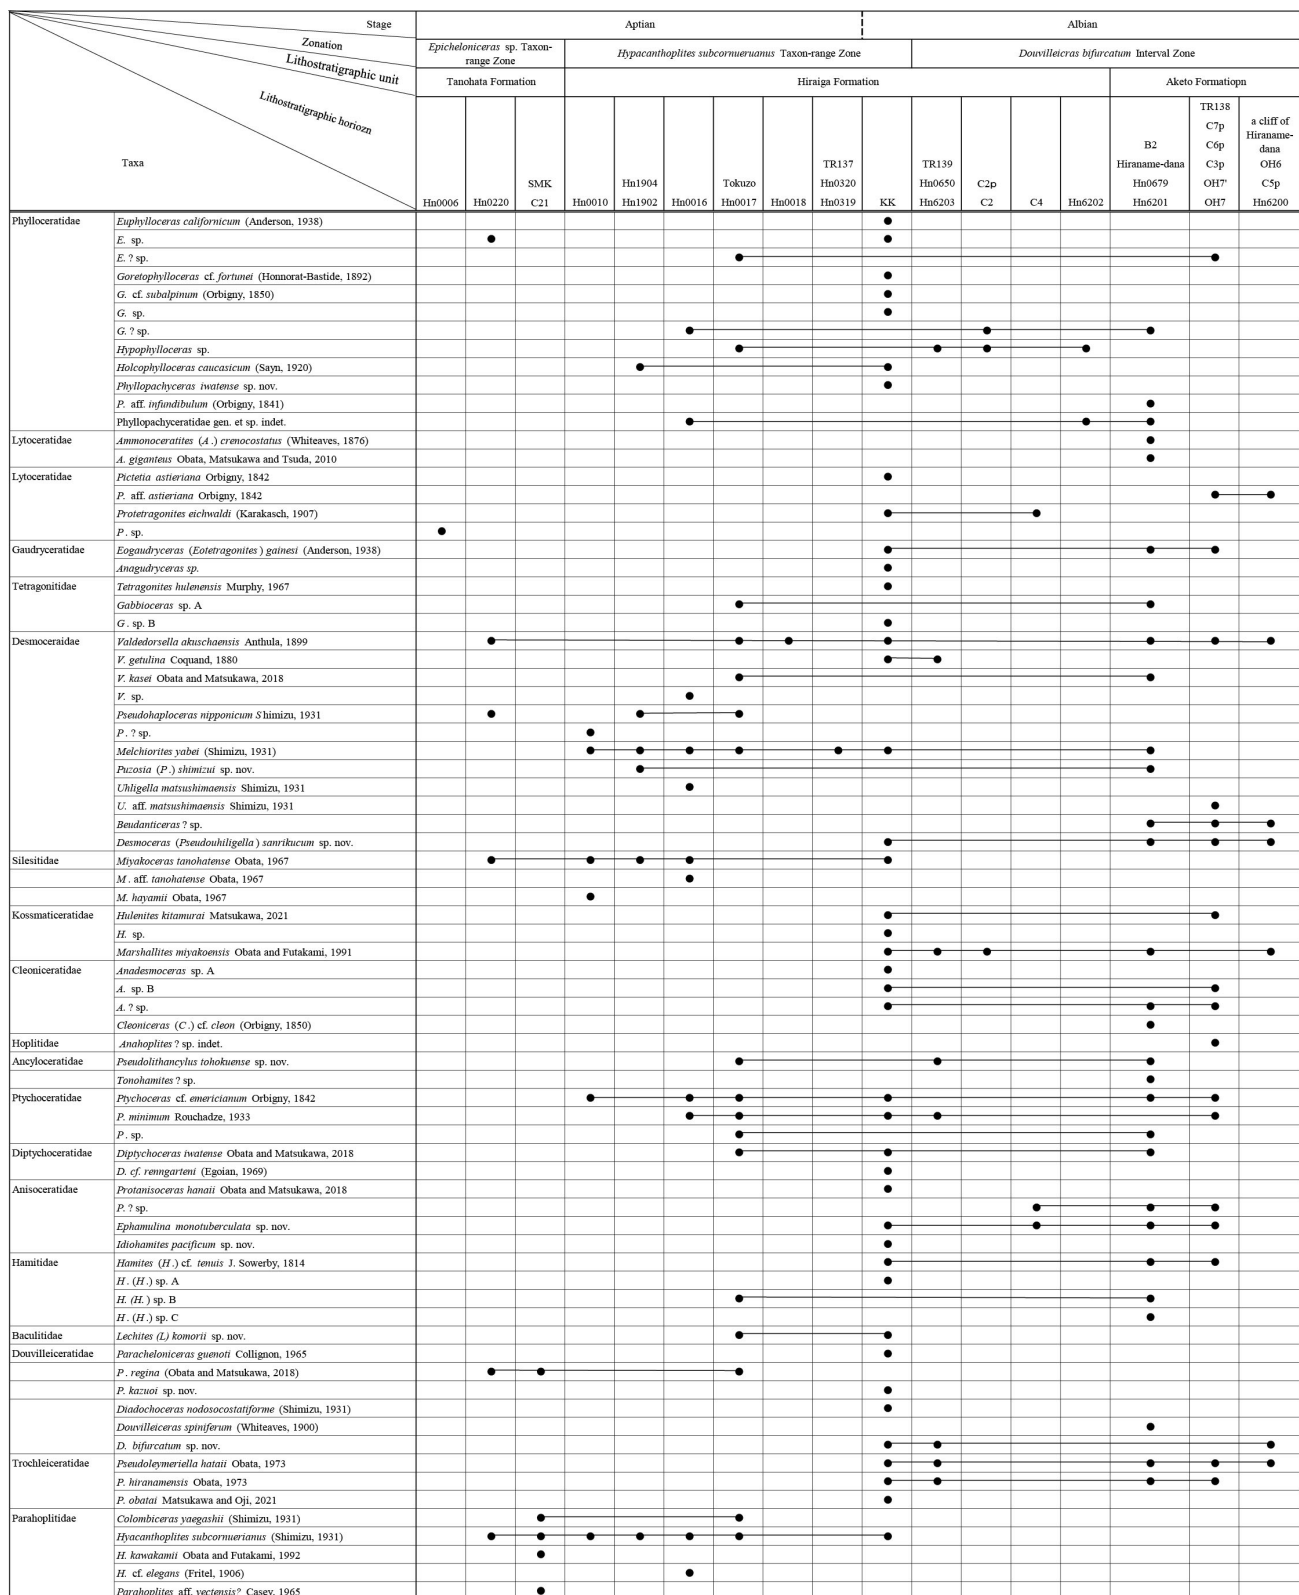 Stage
Aptian
Albian
Zonation
Epicheloniceras sp. Taxon-
range Zone
Hypacanthoplites subcornueruanus Taxon-range Zone
Douvilleicras bifurcatum Interval Zone
Lithostratigraphic unit
Tanohata Formation
Hiraiga Formation
Aketo Formatiopn
Lithostratigraphic horiozn
Taxa
Hn0006
Hn0220
SMK
C21
Hn0010
Hn1904
Hn1902
Hn0016
Tokuzo
Hn0017
Hn0018
TR137
Hn0320
Hn0319
KK
TR139
Hn0650
Hn6203
C2p
C2
C4
Hn6202
B2
Hiraname-dana
Hn0679
Hn6201
TR138
C7p
C6p
C3p
OH7'
OH7
a cliff of
Hiraname-
dana
OH6
C5p
Hn6200
Phylloceratidae Euphylloceras californicum (Anderson, 1938)
E. sp.
E. ? sp.
Goretophylloceras cf. fortunei (Honnorat-Bastide, 1892)
G. cf. subalpinum (Orbigny, 1850)
G. sp.
G. ? sp.
Hypophylloceras sp.
Holcophylloceras caucasicum (Sayn, 1920)
Phyllopachyceras iwatense sp. nov.
P. aff. infundibulum (Orbigny, 1841)
Phyllopachyceratidae gen. et sp. indet.
Lytoceratidae Ammonoceratites (A .) crenocostatus (Whiteaves, 1876)
A. giganteus Obata, Matsukawa and Tsuda, 2010
Lytoceratidae Pictetia astieriana Orbigny, 1842
P. aff. astieriana Orbigny, 1842
Protetragonites eichwaldi (Karakasch, 1907)
P . sp.
Gaudryceratidae Eogaudryceras (Eotetragonites ) gainesi (Anderson, 1938)
Anagudryceras sp.
Tetragonitidae Tetragonites hulenensis Murphy, 1967
Gabbioceras sp. A
G . sp. B
Desmoceraidae Valdedorsella akuschaensis Anthula, 1899
V. getulina Coquand, 1880
V. kasei Obata and Matsukawa, 2018
V. sp.
Pseudohaploceras nipponicum Shimizu, 1931
P . ? sp.
Melchiorites yabei (Shimizu, 1931)
Puzosia (P .) shimizui sp. nov.
Uhligella matsushimaensis Shimizu, 1931
U. aff. matsushimaensis Shimizu, 1931
Beudanticeras ? sp.
Desmoceras (Pseudouhiligella ) sanrikucum sp. nov.
Silesitidae Miyakoceras tanohatense Obata, 1967
M . aff. tanohatense Obata, 1967
M. hayamii Obata, 1967
Kossmaticeratidae Hulenites kitamurai Matsukawa, 2021
H. sp.
Marshallites miyakoensis Obata and Futakami, 1991
Cleoniceratidae Anadesmoceras sp. A
A. sp. B
A. ? sp.
Cleoniceras (C .) cf. cleon (Orbigny, 1850)
Hoplitidae Anahoplites ? sp. indet.
Ancyloceratidae Pseudolithancylus tohokuense sp. nov.
Tonohamites ? sp.
Ptychoceratidae Ptychoceras cf. emericianum Orbigny, 1842
P. minimum Rouchadze, 1933
P . sp.
Diptychoceratidae Diptychoceras iwatense Obata and Matsukawa, 2018
D. cf. renngarteni (Egoian, 1969)
Anisoceratidae Protanisoceras hanaii Obata and Matsukawa, 2018
P. ? sp.
Ephamulina monotuberculata sp. nov.
Idiohamites pacificum sp. nov.
Hamitidae Hamites (H .) cf. tenuis J. Sowerby, 1814
H . (H .) sp. A
H. (H. ) sp. B
H . (H .) sp. C
Baculitidae Lechites (L) komorii sp. nov.
Douvilleiceratidae Paracheloniceras guenoti Collignon, 1965
P . regina (Obata and Matsukawa, 2018)
P. kazuoi sp. nov.
Diadochoceras nodosocostatiforme (Shimizu, 1931)
Douvilleiceras spiniferum (Whiteaves, 1900)
D. bifurcatum sp. nov.
Trochleiceratidae Pseudoleymeriella hataii Obata, 1973
P. hiranamensis Obata, 1973
P. obatai Matsukawa and Oji, 2021
Parahoplitidae Colombiceras yaegashii (Shimizu, 1931)
Hyacanthoplites subcornuerianus (Shimizu, 1931)
H. kawakamii Obata and Futakami, 1992
H. cf. elegans (Fritel, 1906)
Parahoplites aff. vectensis? Casey, 1965